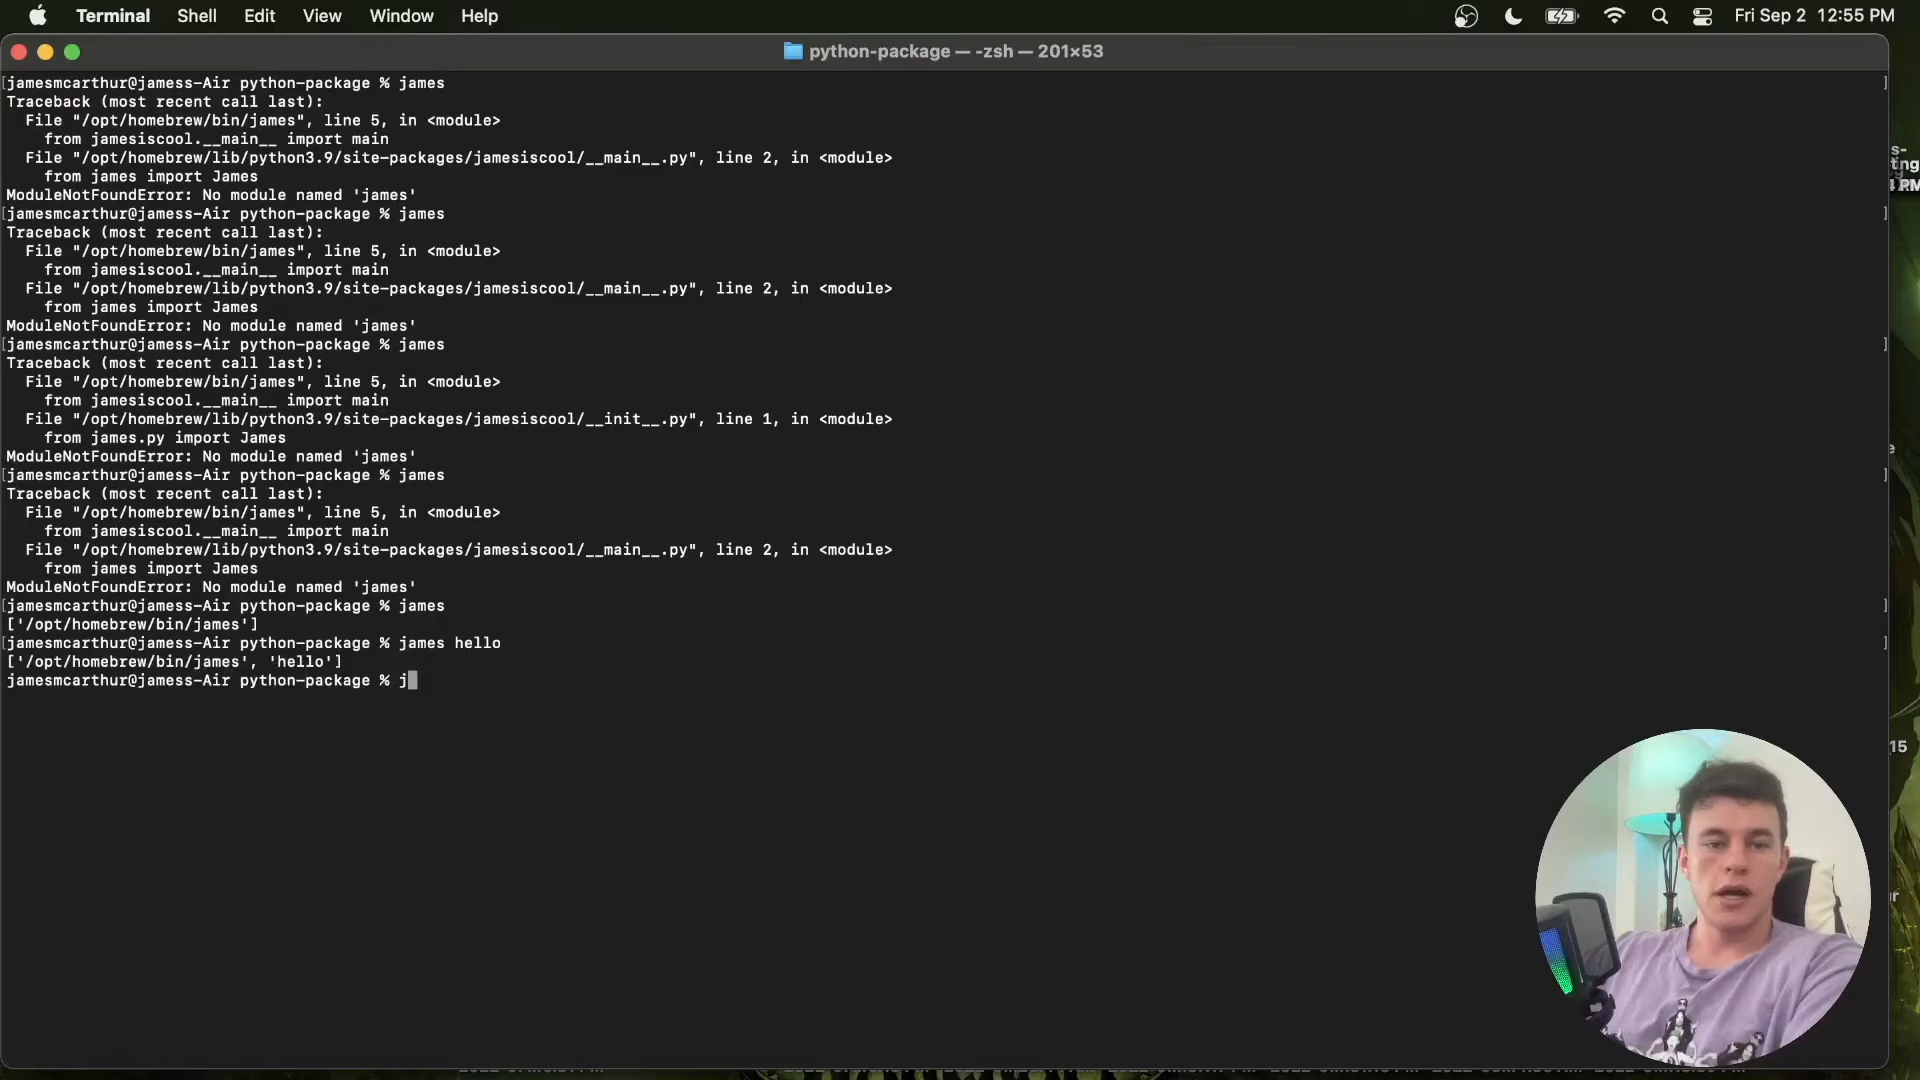 Terminal Shell Edit View Window Help Fri Sep 2 12:55 PM
python-package — -zsh — 201×53
[jamesmcarthur@jamess-Air python-package % james ]
Traceback (most recent call last):
  File "/opt/homebrew/bin/james", line 5, in <module>
    from jamesiscool.__main__ import main
  File "/opt/homebrew/lib/python3.9/site-packages/jamesiscool/__main__.py", line 2, in <module>
    from james import James
ModuleNotFoundError: No module named 'james'
[jamesmcarthur@jamess-Air python-package % james ]
Traceback (most recent call last):
  File "/opt/homebrew/bin/james", line 5, in <module>
    from jamesiscool.__main__ import main
  File "/opt/homebrew/lib/python3.9/site-packages/jamesiscool/__main__.py", line 2, in <module>
    from james import James
ModuleNotFoundError: No module named 'james'
[jamesmcarthur@jamess-Air python-package % james ]
Traceback (most recent call last):
  File "/opt/homebrew/bin/james", line 5, in <module>
    from jamesiscool.__main__ import main
  File "/opt/homebrew/lib/python3.9/site-packages/jamesiscool/__init__.py", line 1, in <module>
    from james.py import James
ModuleNotFoundError: No module named 'james'
[jamesmcarthur@jamess-Air python-package % james ]
Traceback (most recent call last):
  File "/opt/homebrew/bin/james", line 5, in <module>
    from jamesiscool.__main__ import main
  File "/opt/homebrew/lib/python3.9/site-packages/jamesiscool/__main__.py", line 2, in <module>
    from james import James
ModuleNotFoundError: No module named 'james'
[jamesmcarthur@jamess-Air python-package % james ]
['/opt/homebrew/bin/james']
[jamesmcarthur@jamess-Air python-package % james hello ]
['/opt/homebrew/bin/james', 'hello']
jamesmcarthur@jamess-Air python-package % j